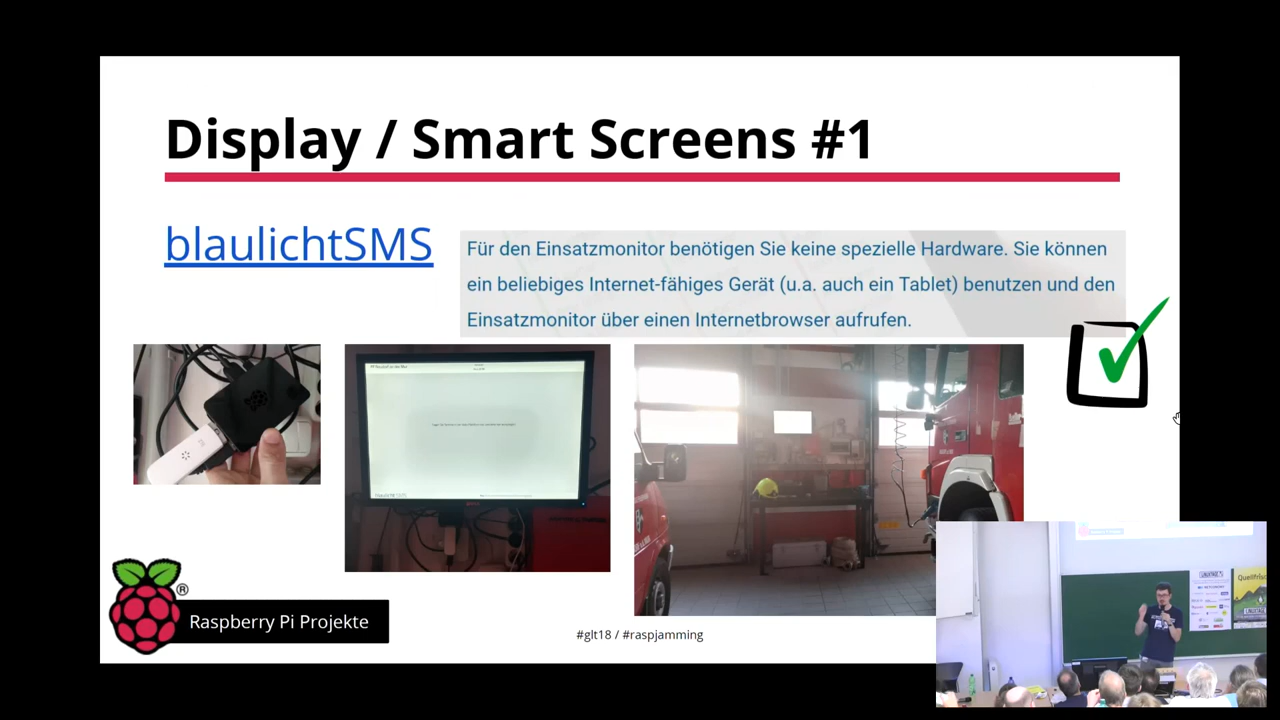 Display / Smart Screens #1
blaulichtSMS
Für den Einsatzmonitor benötigen Sie keine spezielle Hardware. Sie können
ein beliebiges Internet-fähiges Gerät (u.a. auch ein Tablet) benutzen und den
Einsatzmonitor über einen Internetbrowser aufrufen.
®
Raspberry Pi Projekte
#glt18 / #raspjamming
Quellfrisch